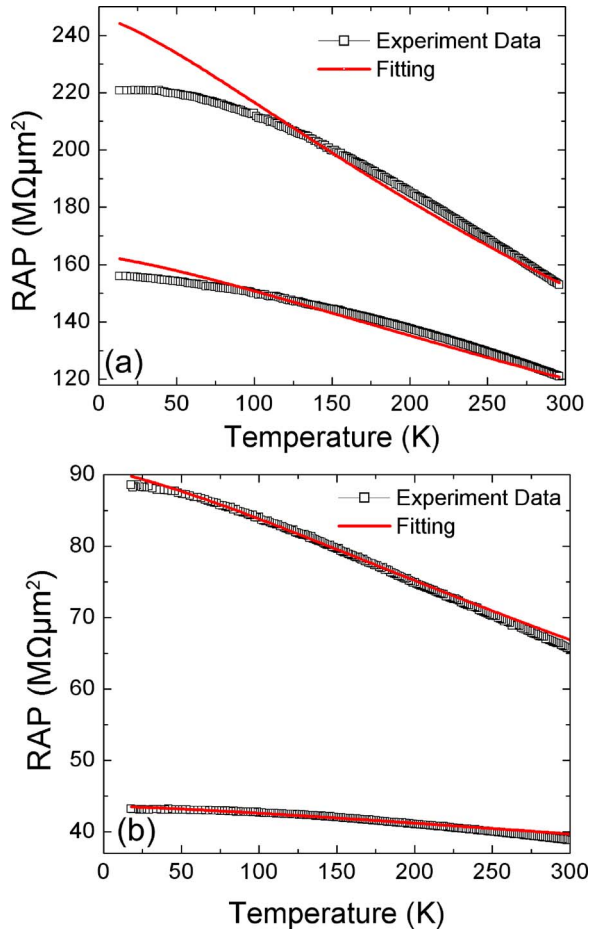 240
220
200
180
160
140
120
RAP (MΩμm²)
Experiment Data
Fitting
(a)
0 50 100 150 200 250 300
Temperature (K)
90
80
70
60
50
40
RAP (MΩμm²)
Experiment Data
Fitting
(b)
0 50 100 150 200 250 300
Temperature (K)